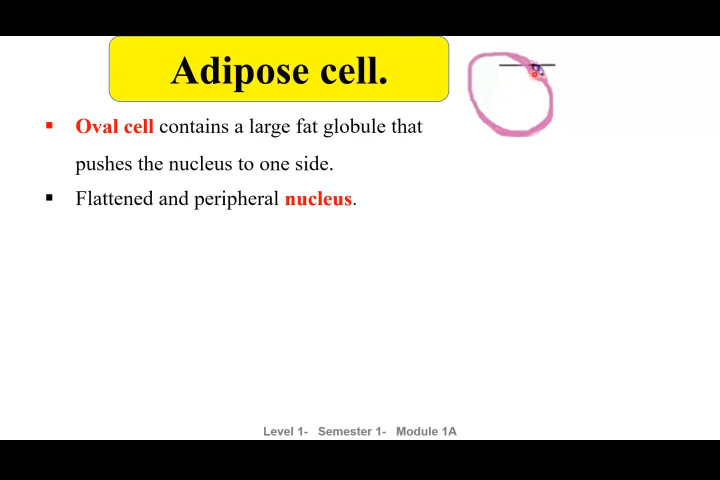 Adipose cell.
▪ Oval cell contains a large fat globule that
pushes the nucleus to one side.
▪ Flattened and peripheral nucleus.
Level 1- Semester 1- Module 1A